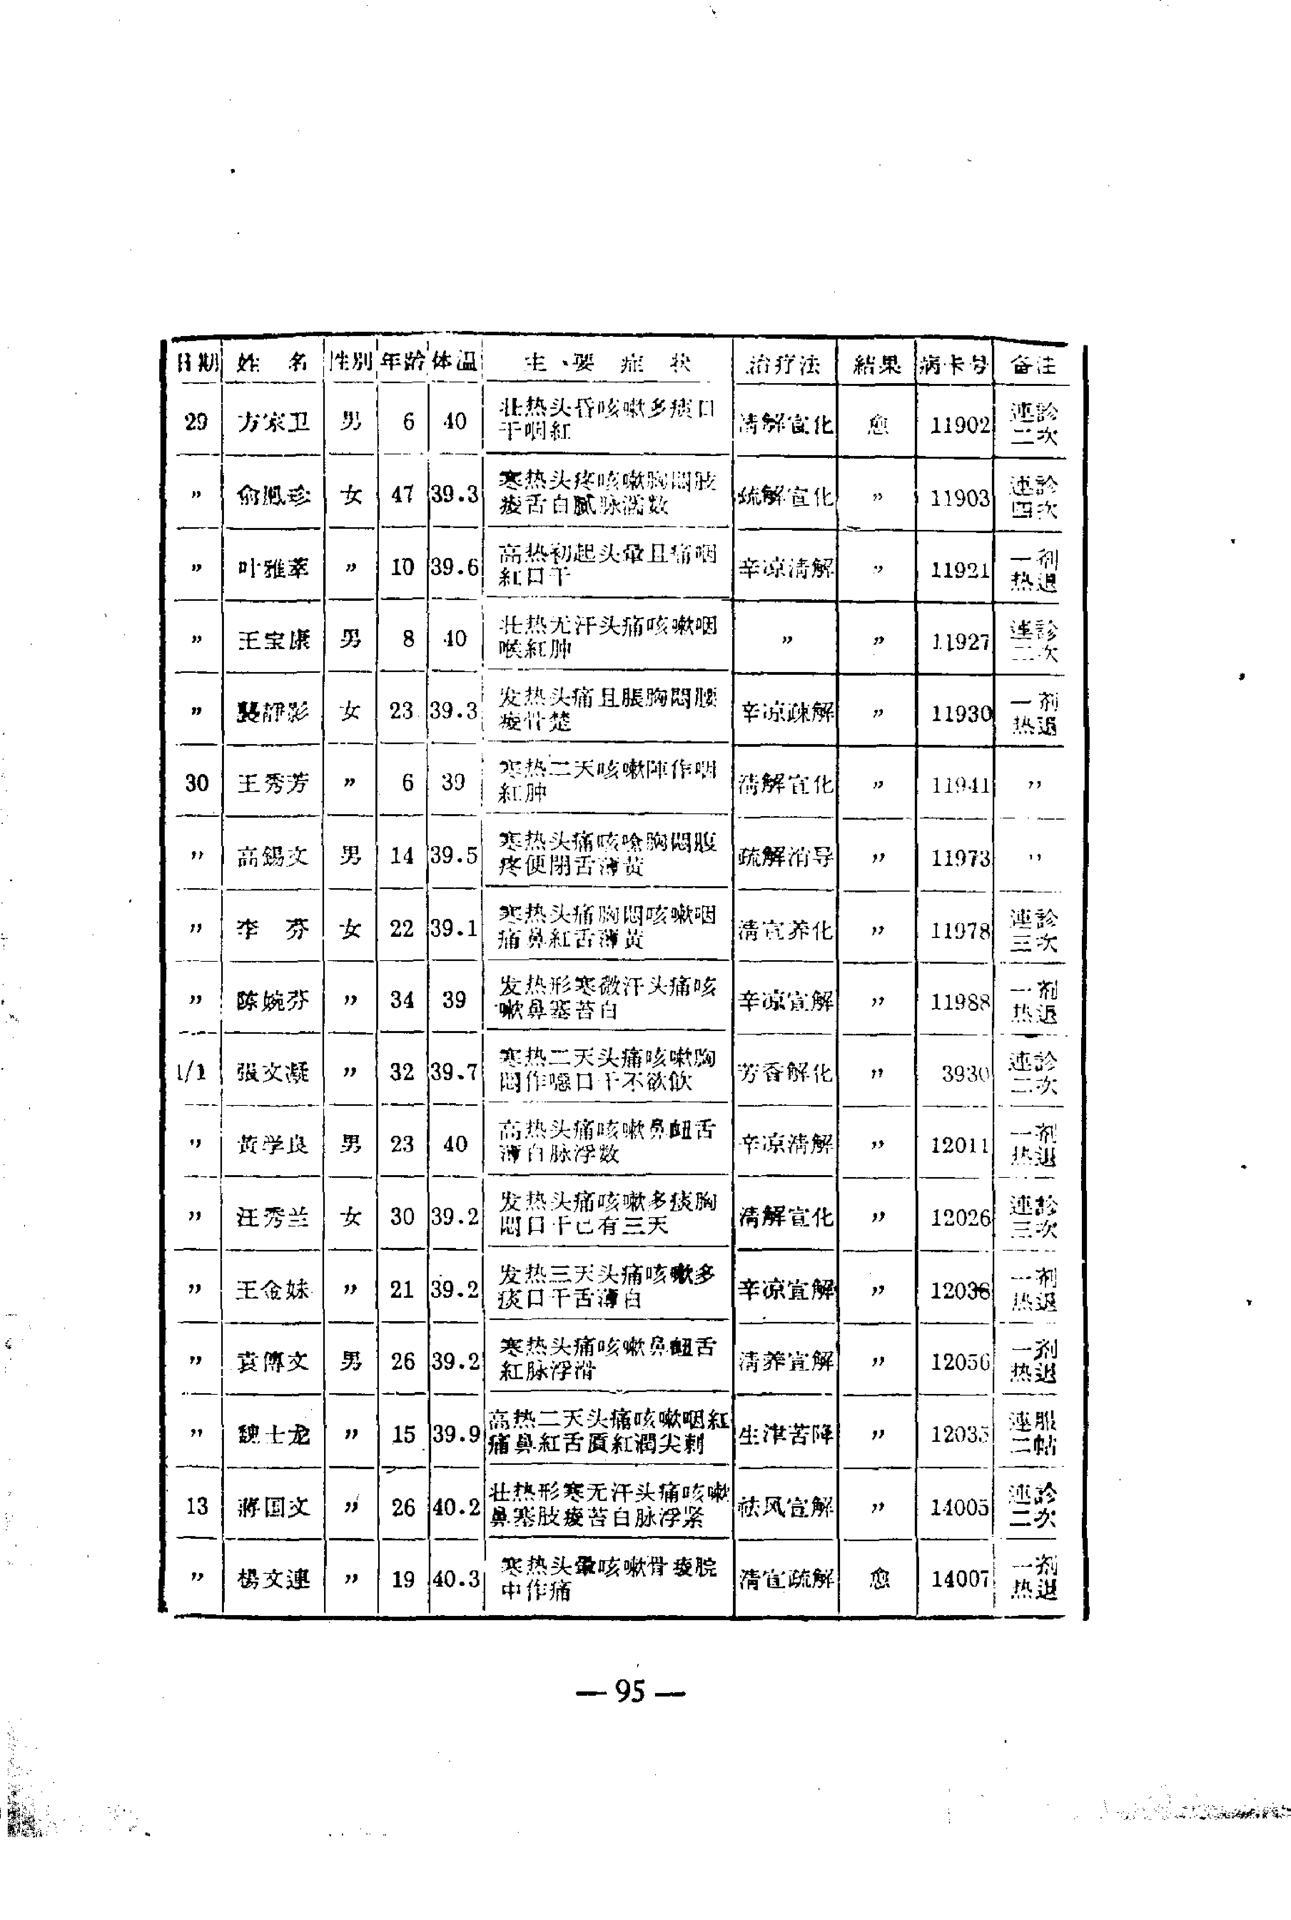 日期 姓 名 性別 年龄 体温 主 要 症 状 治疗法 結果 病卡号 备注
29 方家卫 男 6 40 壮热头昏咳嗽多痰口 清解宣化 愈 11902 連診
干咽紅 二次
〃 俞鳳珍 女 47 39.3 寒热头疼咳嗽胸悶肢 疏解宣化 〃 11903 連診
痠舌白膩脉濡数 四次
〃 叶雅萃 〃 10 39.6 高热初起头暈且痛咽 辛凉清解 〃 11921 一剂
紅口干 热退
〃 王宝康 男 8 40 壮热无汗头痛咳嗽咽 〃 〃 11927 連診
喉紅肿 二次
〃 龔靜影 女 23 39.3 发热头痛且脹胸悶腰 辛凉疎解 〃 11930 一剂
痠骨楚 热退
30 王秀芳 〃 6 39 寒热二天咳嗽陣作咽 清解宣化 〃 11941 〃
紅肿
〃 高錫文 男 14 39.5 寒热头痛咳嗆胸悶腹 疏解消导 〃 11973 〃
疼便閉舌薄黃
〃 李 芬 女 22 39.1 寒热头痛胸悶咳嗽咽 清宣养化 〃 11978 連診
痛鼻紅舌薄黃 三次
〃 陈婉芬 〃 34 39 发热形寒微汗头痛咳 辛凉宣解 〃 11988 一剂
嗽鼻塞苔白 热退
1/1 張文凝 〃 32 39.7 寒热二天头痛咳嗽胸 芳香解化 〃 3930 連診
悶作噁口干不欲飲 二次
〃 黃学良 男 23 40 高热头痛咳嗽鼻衄舌 辛凉清解 〃 12011 一剂
薄白脉浮数 热退
〃 汪秀兰 女 30 39.2 发热头痛咳嗽多痰胸 清解宣化 〃 12026 連診
悶口干已有三天 三次
〃 王金妹 〃 21 39.2 发热三天头痛咳嗽多 辛凉宣解 〃 12036 一剂
痰口干舌薄白 热退
〃 袁傳文 男 26 39.2 寒热头痛咳嗽鼻衄舌 清养宣解 〃 12056 一剂
紅脉浮滑 热退
〃 魏士龙 〃 15 39.9 高热二天头痛咳嗽咽紅 生津苦降 〃 12035 連服
痛鼻紅舌質紅潤尖刺 二帖
13 蔣国文 〃 26 40.2 壮热形寒无汗头痛咳嗽 祛风宣解 〃 14005 連診
鼻塞肢痠苔白脉浮紧 二次
〃 楊文連 〃 19 40.3 寒热头暈咳嗽骨痠脘 清宣疏解 愈 14007 一剂
中作痛 热退
— 95 —